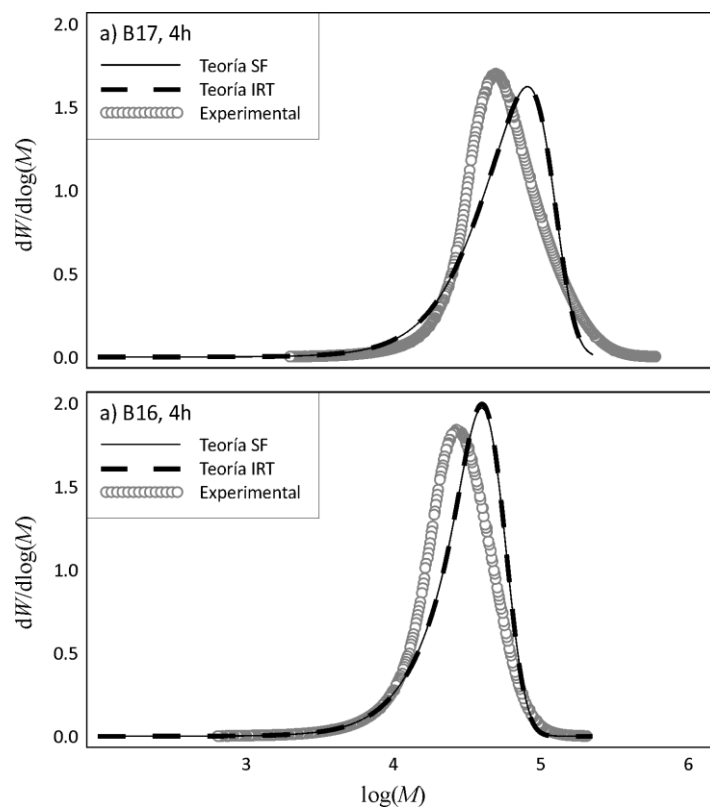 2.0
a) B17, 4h
Teoría SF
Teoría IRT
Experimental
1.5
1.0
0.5
0.0
dW/dlog(M)
2.0
a) B16, 4h
Teoría SF
Teoría IRT
Experimental
1.5
1.0
0.5
0.0
dW/dlog(M)
3 4 5 6
log(M)